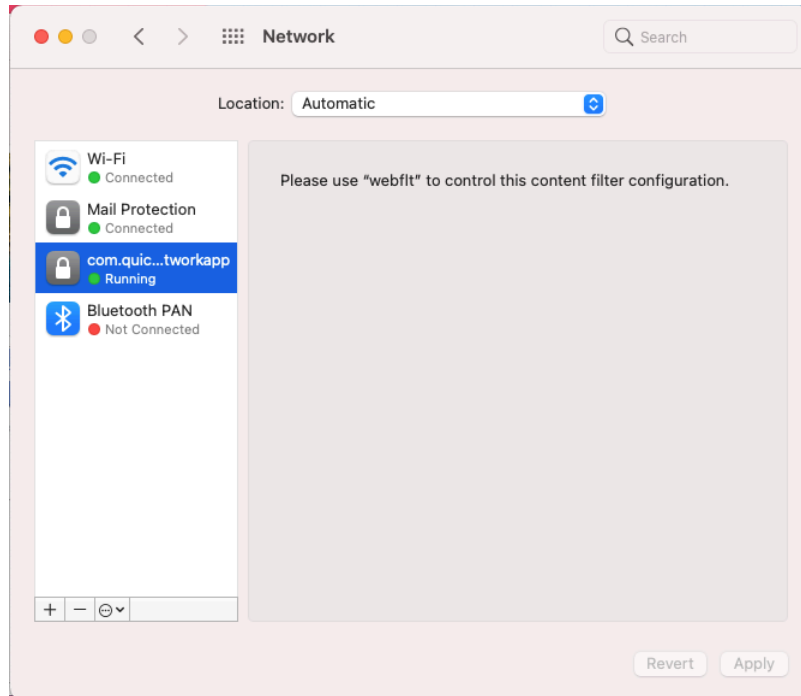 Network
Search
Location: Automatic
Wi-Fi
Connected
Please use "webflt" to control this content filter configuration.
Mail Protection
Connected
com.quic...tworkapp
Running
Bluetooth PAN
Not Connected
Revert Apply